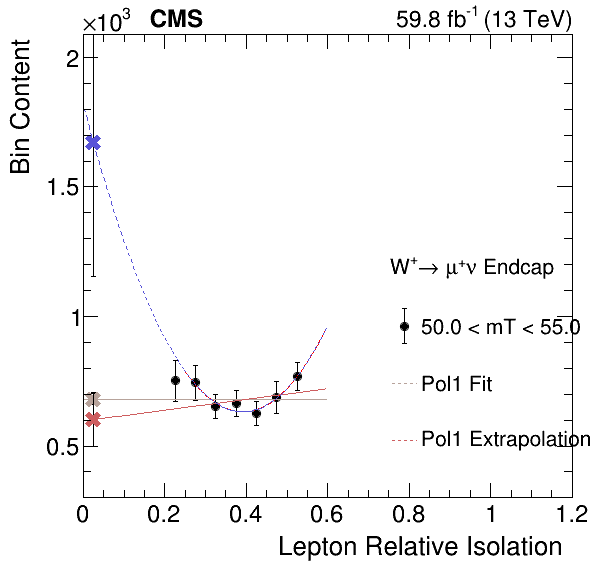 ×10³
CMS
59.8 fb⁻¹ (13 TeV)
Bin Content
2
1.5
1
0.5
W⁺→ μ⁺ν Endcap
50.0 < mT < 55.0
Pol1 Fit
Pol1 Extrapolation
0
0.2
0.4
0.6
0.8
1
1.2
Lepton Relative Isolation